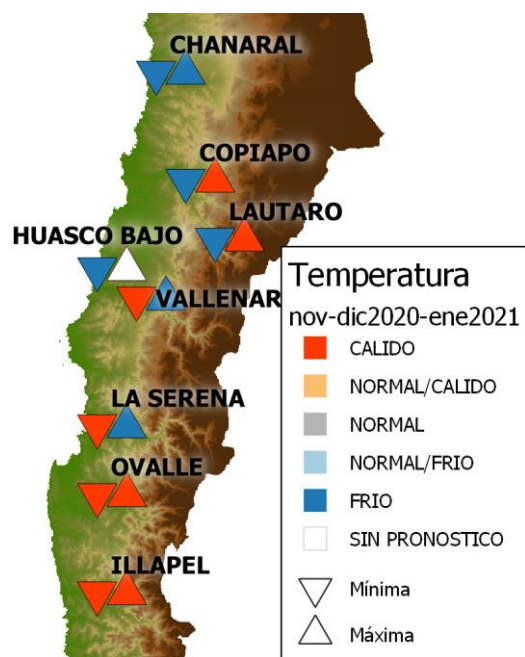 CHANARAL
COPIAPO
LAUTARO
HUASCO BAJO
VALLENAR
LA SERENA
OVALLE
ILLAPEL
Temperatura
nov-dic2020-ene2021
CALIDO
NORMAL/CALIDO
NORMAL
NORMAL/FRIO
FRIO
SIN PRONOSTICO
Mínima
Máxima